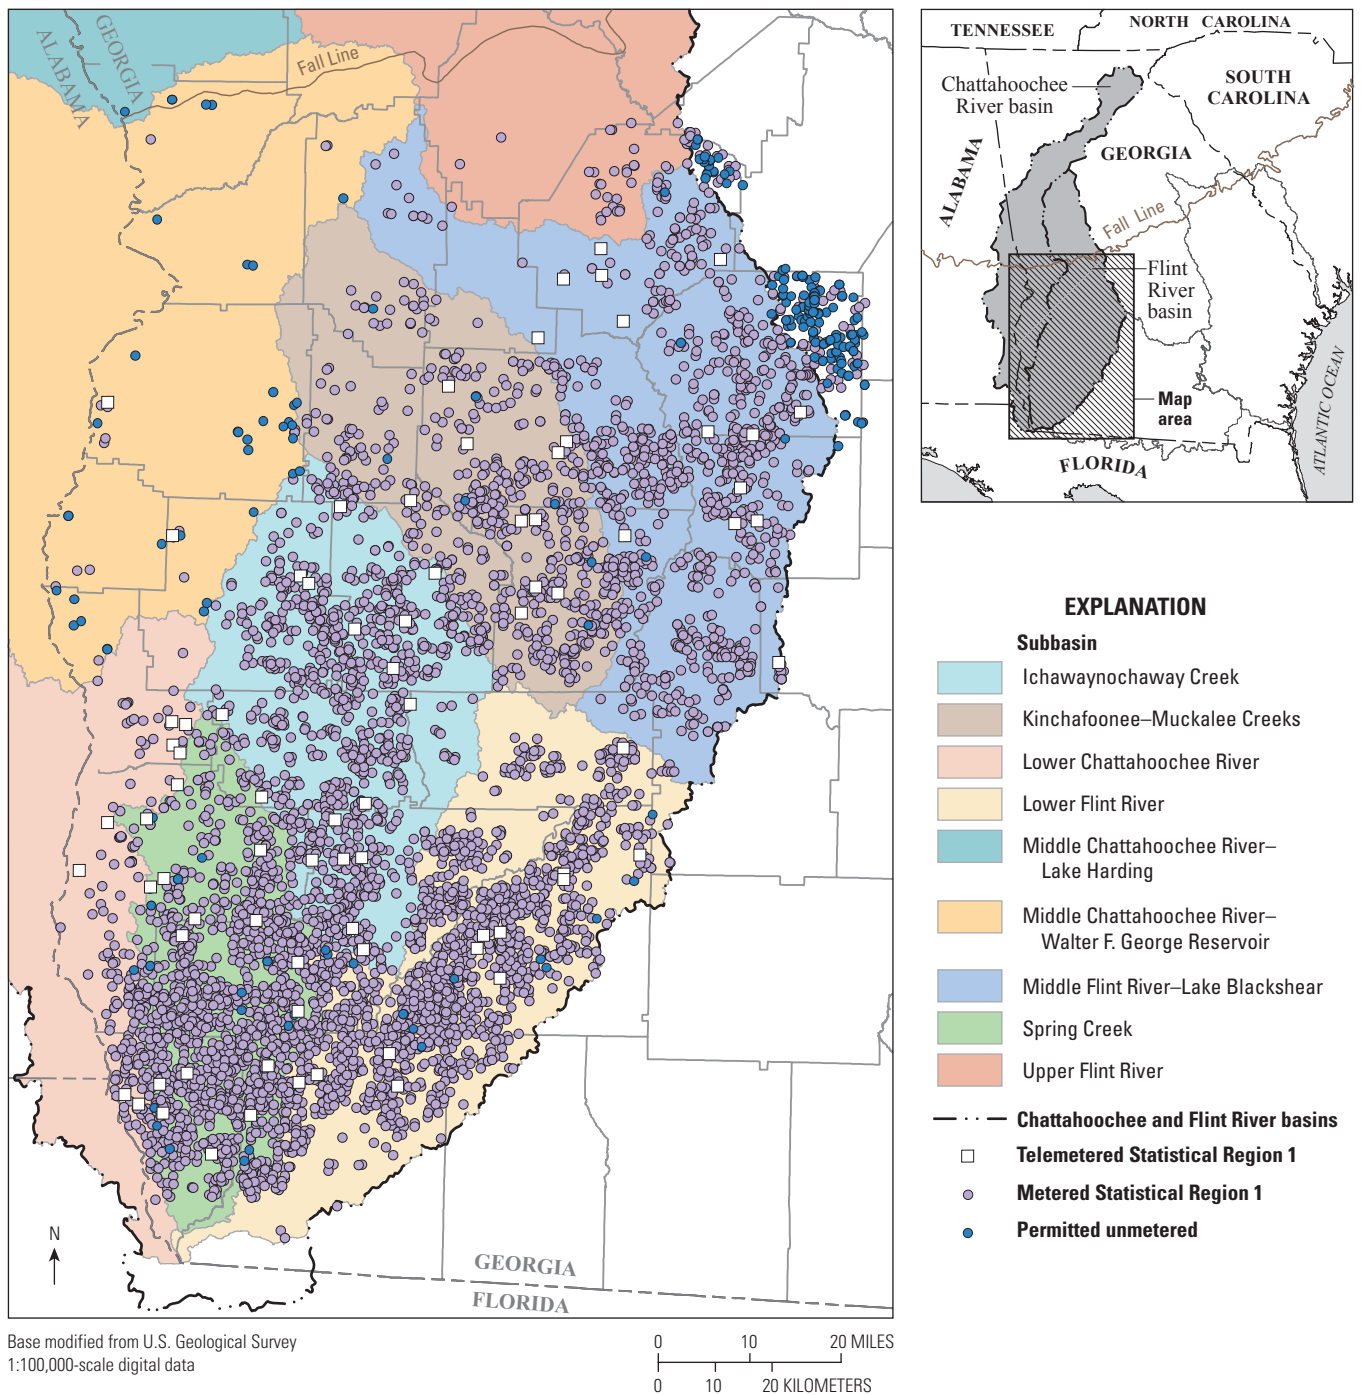 GEORGIA
ALABAMA
Fall Line
GEORGIA
FLORIDA
N
Base modified from U.S. Geological Survey
1:100,000-scale digital data
0 10 20 MILES
0 10 20 KILOMETERS
TENNESSEE
NORTH CAROLINA
Chattahoochee
River basin
SOUTH
CAROLINA
GEORGIA
ALABAMA
Fall Line
Flint
River
basin
Map
area
ATLANTIC OCEAN
FLORIDA
EXPLANATION
Subbasin
Ichawaynochaway Creek
Kinchafoonee–Muckalee Creeks
Lower Chattahoochee River
Lower Flint River
Middle Chattahoochee River–
Lake Harding
Middle Chattahoochee River–
Walter F. George Reservoir
Middle Flint River–Lake Blackshear
Spring Creek
Upper Flint River
Chattahoochee and Flint River basins
Telemetered Statistical Region 1
Metered Statistical Region 1
Permitted unmetered